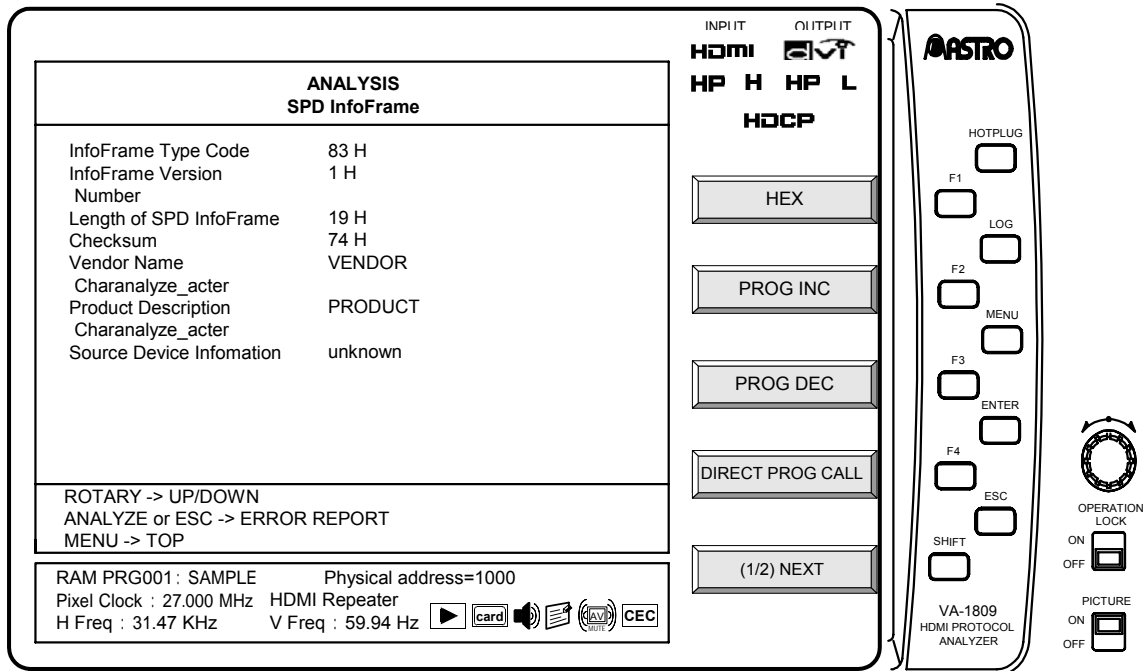 ANALYSIS
SPD InfoFrame
InfoFrame Type Code 83 H
InfoFrame Version 1 H
Number
Length of SPD InfoFrame 19 H
Checksum 74 H
Vendor Name VENDOR
Charanalyze_acter
Product Description PRODUCT
Charanalyze_acter
Source Device Infomation unknown
ROTARY -> UP/DOWN
ANALYZE or ESC -> ERROR REPORT
MENU -> TOP
RAM PRG001 : SAMPLE Physical address=1000
Pixel Clock : 27.000 MHz HDMI Repeater
H Freq : 31.47 KHz V Freq : 59.94 Hz card AV MUTE CEC
INPUT OUTPUT
HDMI DVI
HP H HP L
HDCP
HEX
PROG INC
PROG DEC
DIRECT PROG CALL
(1/2) NEXT
ASTRO
HOTPLUG
F1
LOG
F2
MENU
F3
ENTER
F4
ESC
SHIFT
VA-1809
HDMI PROTOCOL
ANALYZER
OPERATION
LOCK
ON
OFF
PICTURE
ON
OFF